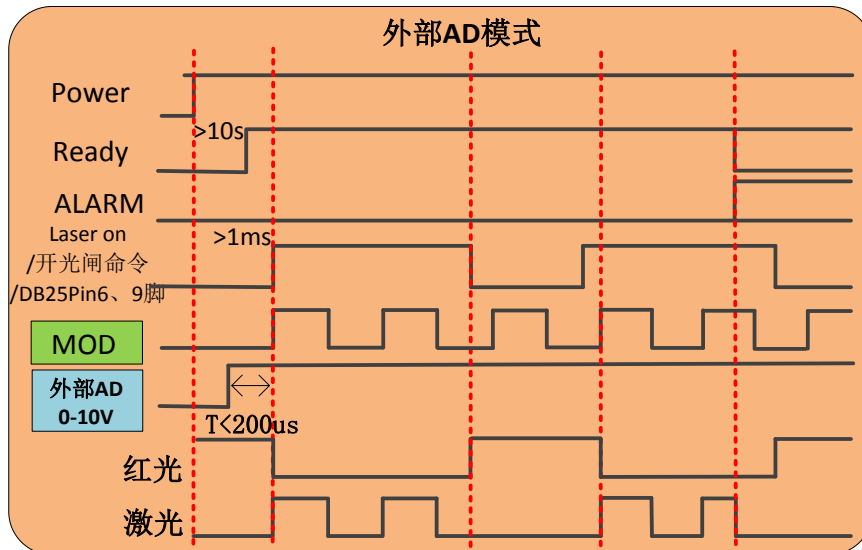 外部AD模式
Power
>10s
Ready
ALARM
Laser on
>1ms
/开光闸命令
/DB25Pin6、9脚
MOD
外部AD
0-10V
T<200us
红光
激光